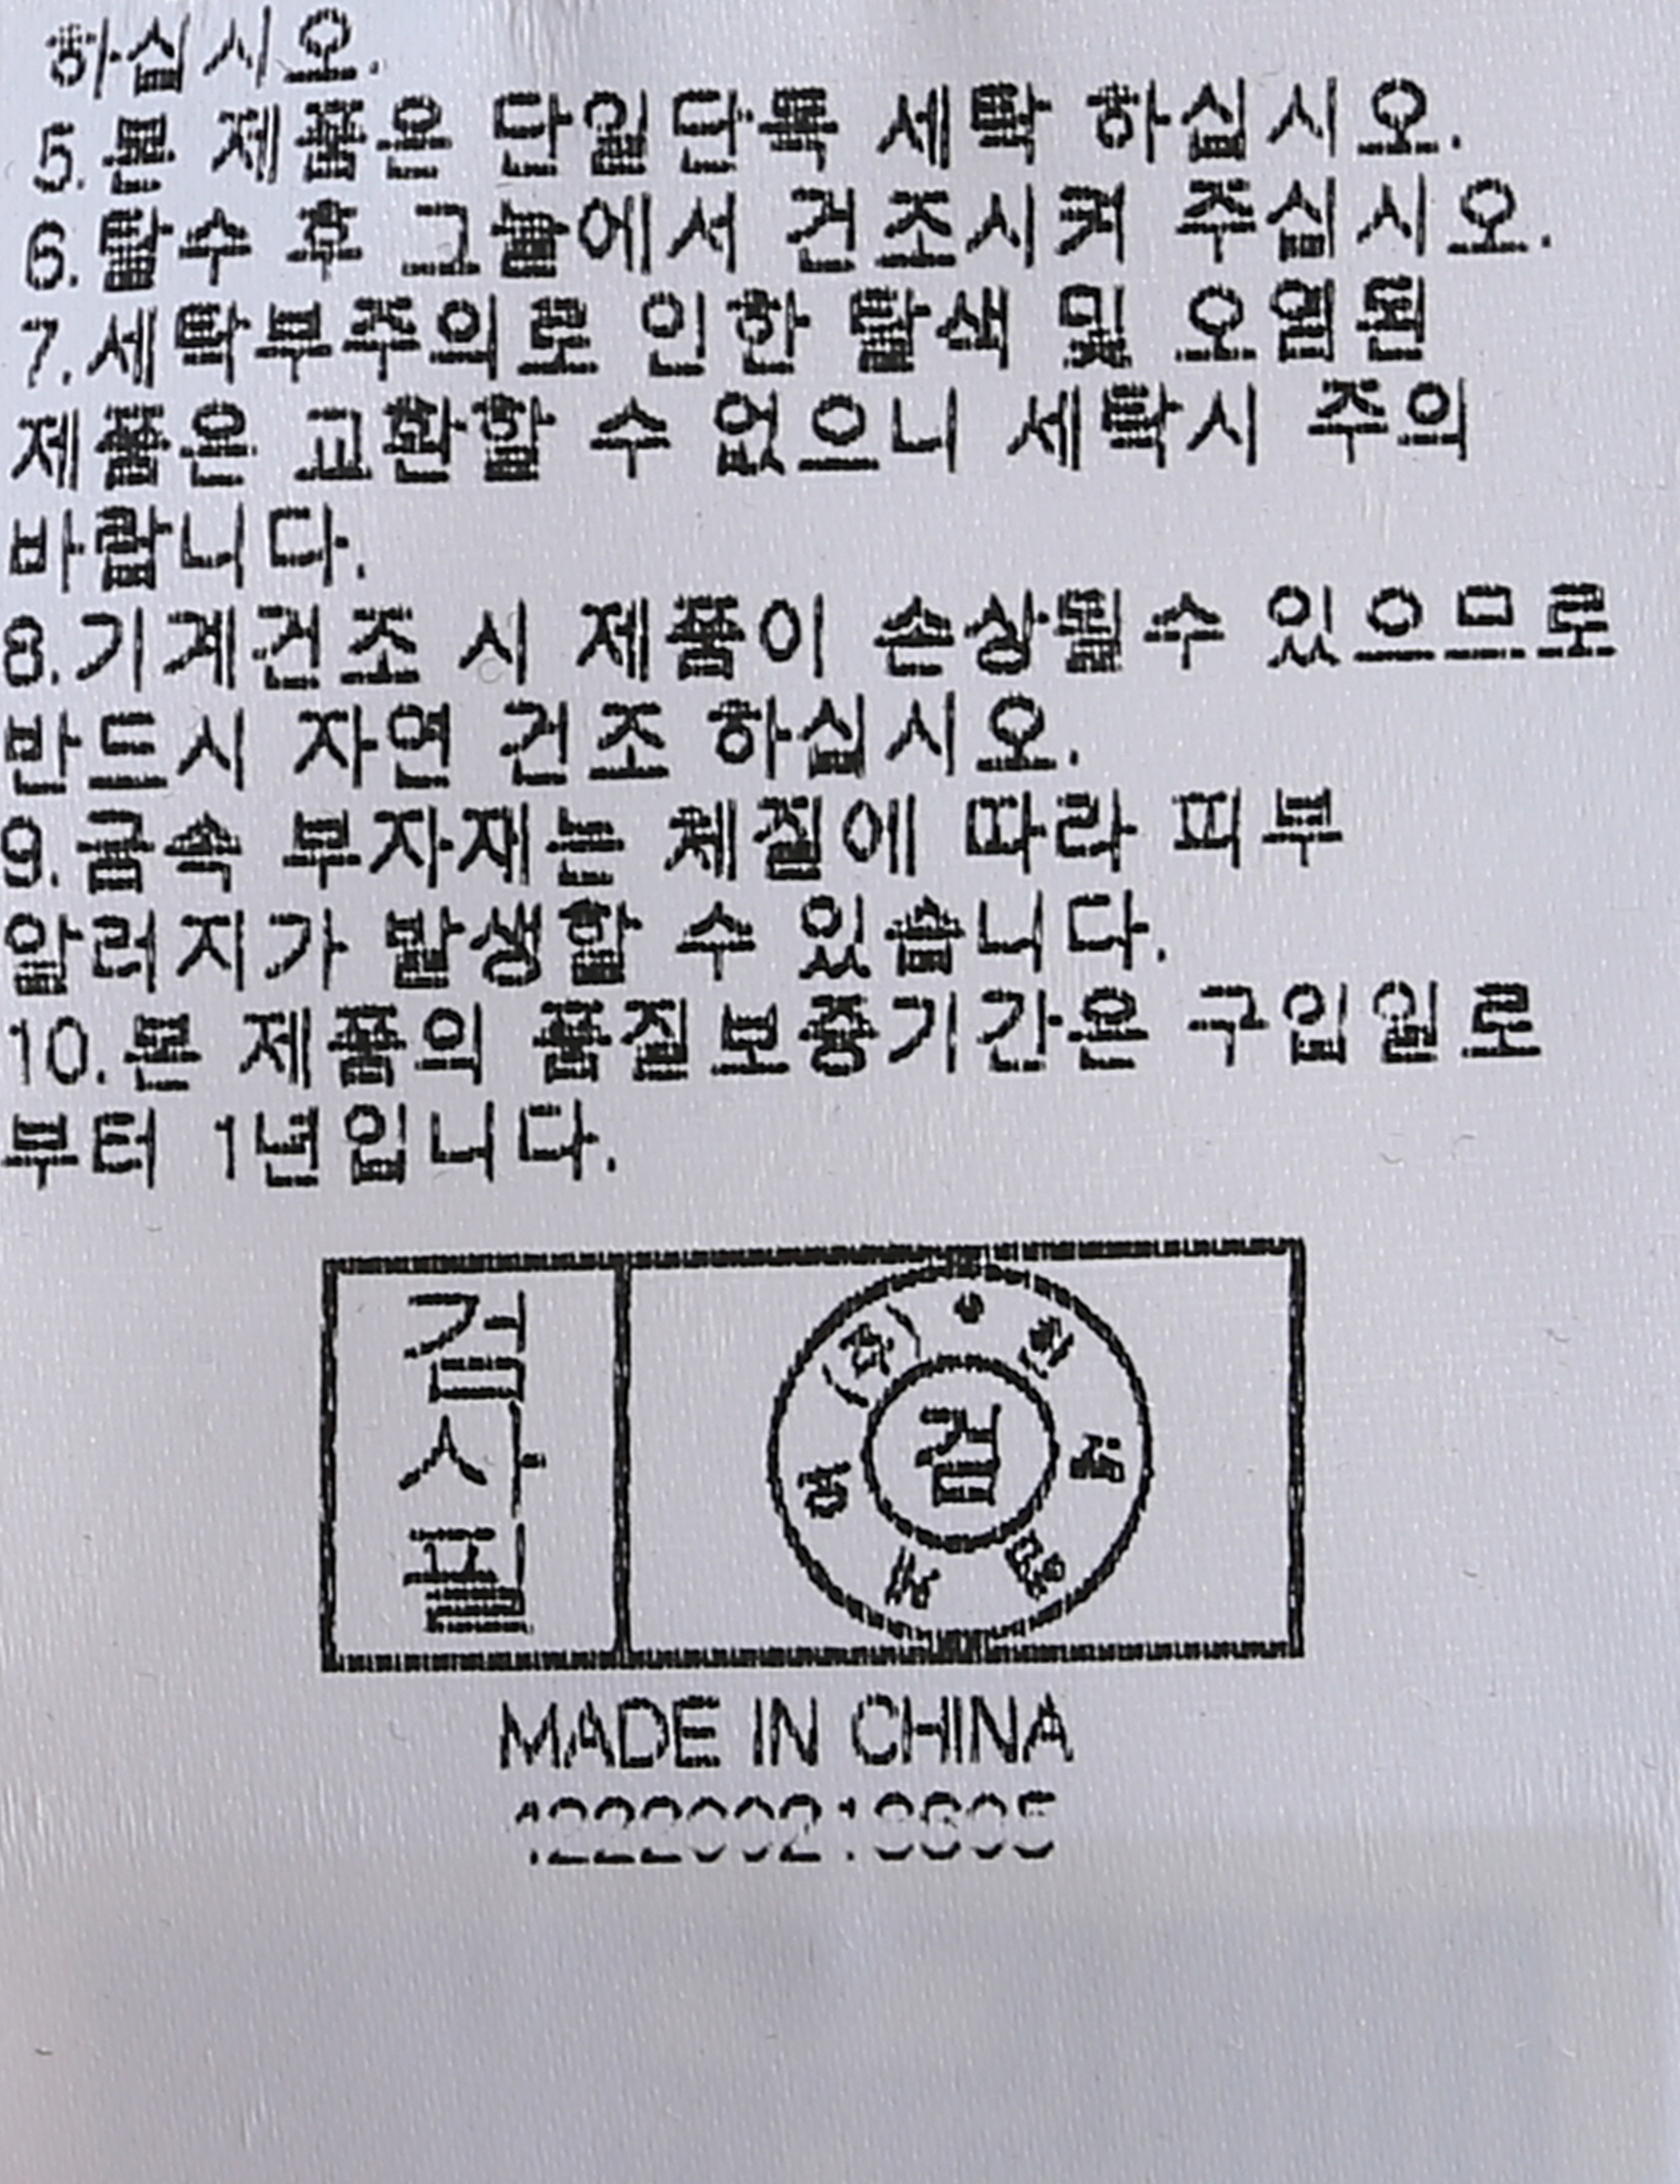 하십시오.
5.본 제품은 단일단독 세탁 하십시오.
6.탈수 후 그늘에서 건조시켜 주십시오.
7.세탁부주의로 인한 탈색 및 오염된
제품은 교환할 수 없으니 세탁시 주의
바랍니다.
8.기계건조 시 제품이 손상될수 있으므로
반드시 자연 건조 하십시오.
9.금속 부자재는 체질에 따라 피부
알러지가 발생할 수 있습니다.
10.본 제품의 품질보증기간은 구입일로
부터 1년입니다.
검사필
검
MADE IN CHINA